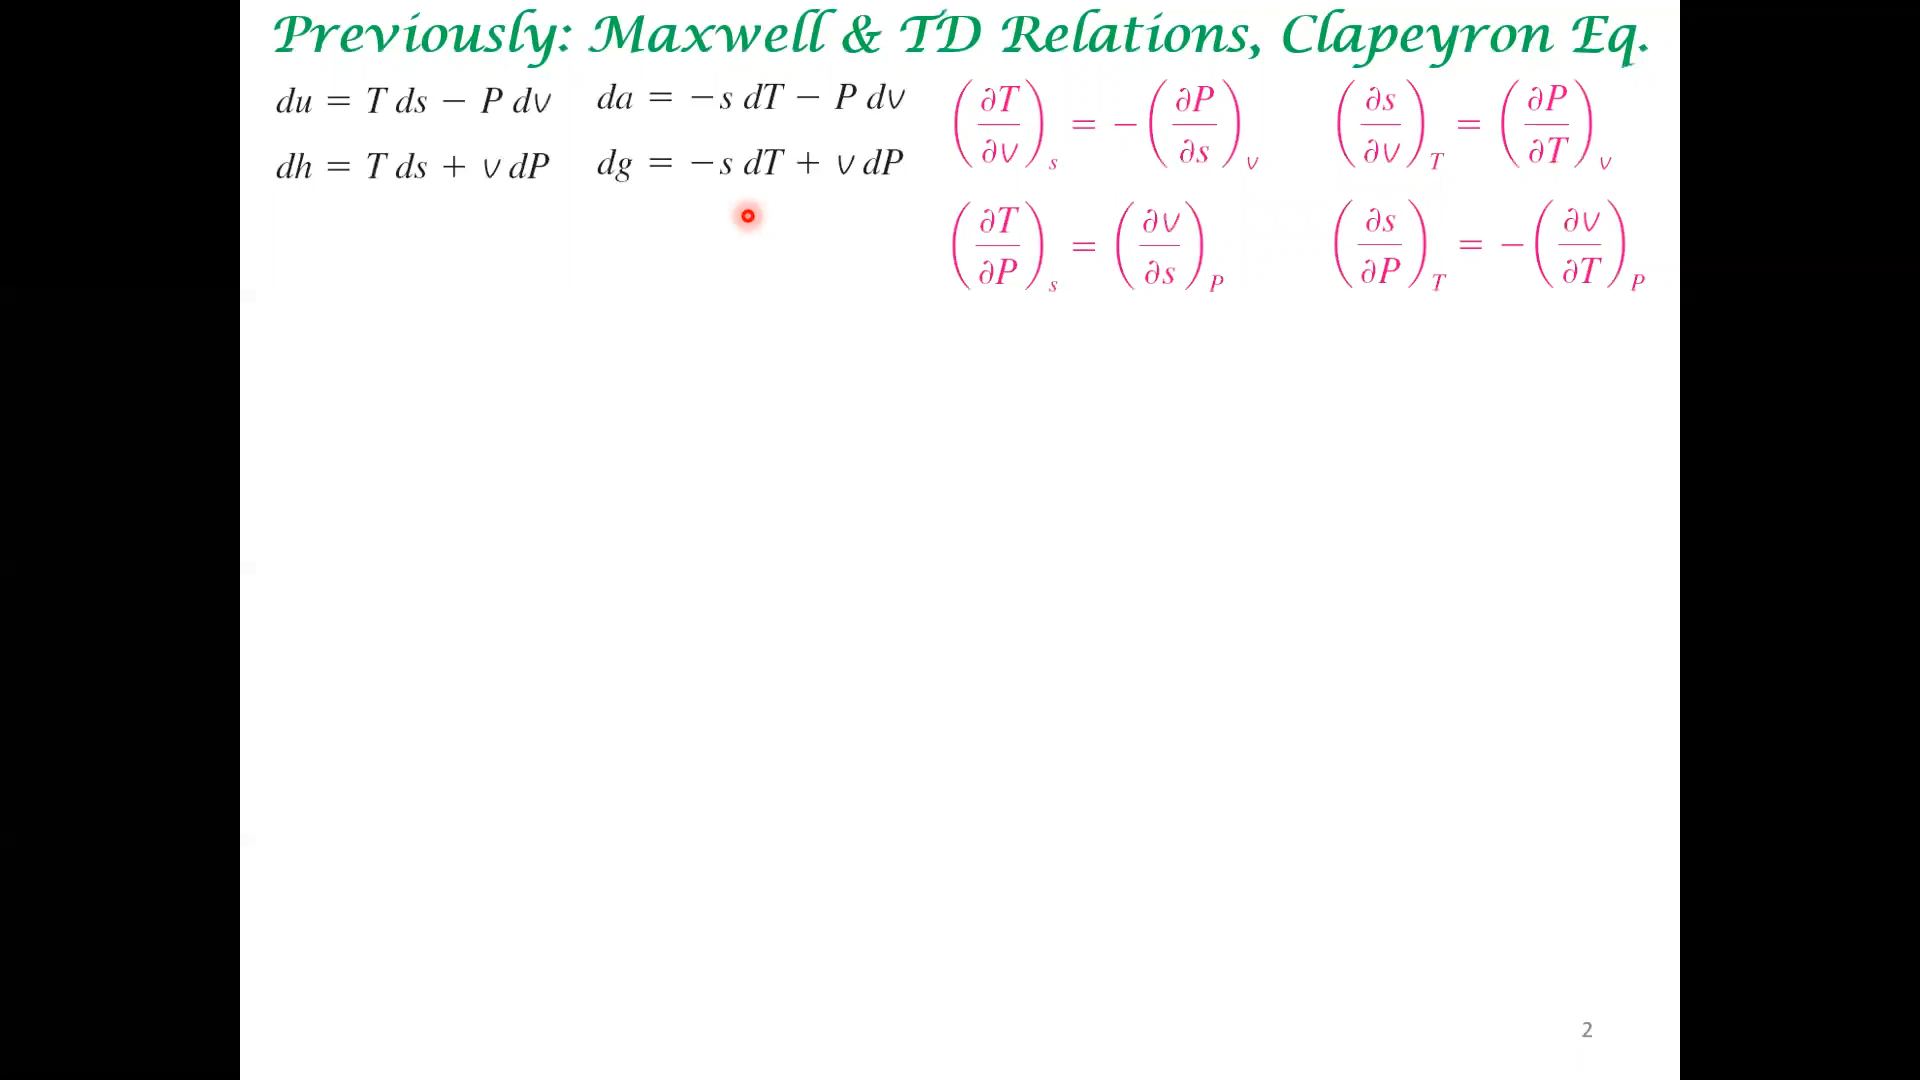 Previously: Maxwell & TD Relations, Clapeyron Eq.
du = T ds − P dv
dh = T ds + v dP
da = −s dT − P dv
dg = −s dT + v dP
(∂T/∂v)_s = −(∂P/∂s)_v
(∂s/∂v)_T = (∂P/∂T)_v
(∂T/∂P)_s = (∂v/∂s)_P
(∂s/∂P)_T = −(∂v/∂T)_P
2